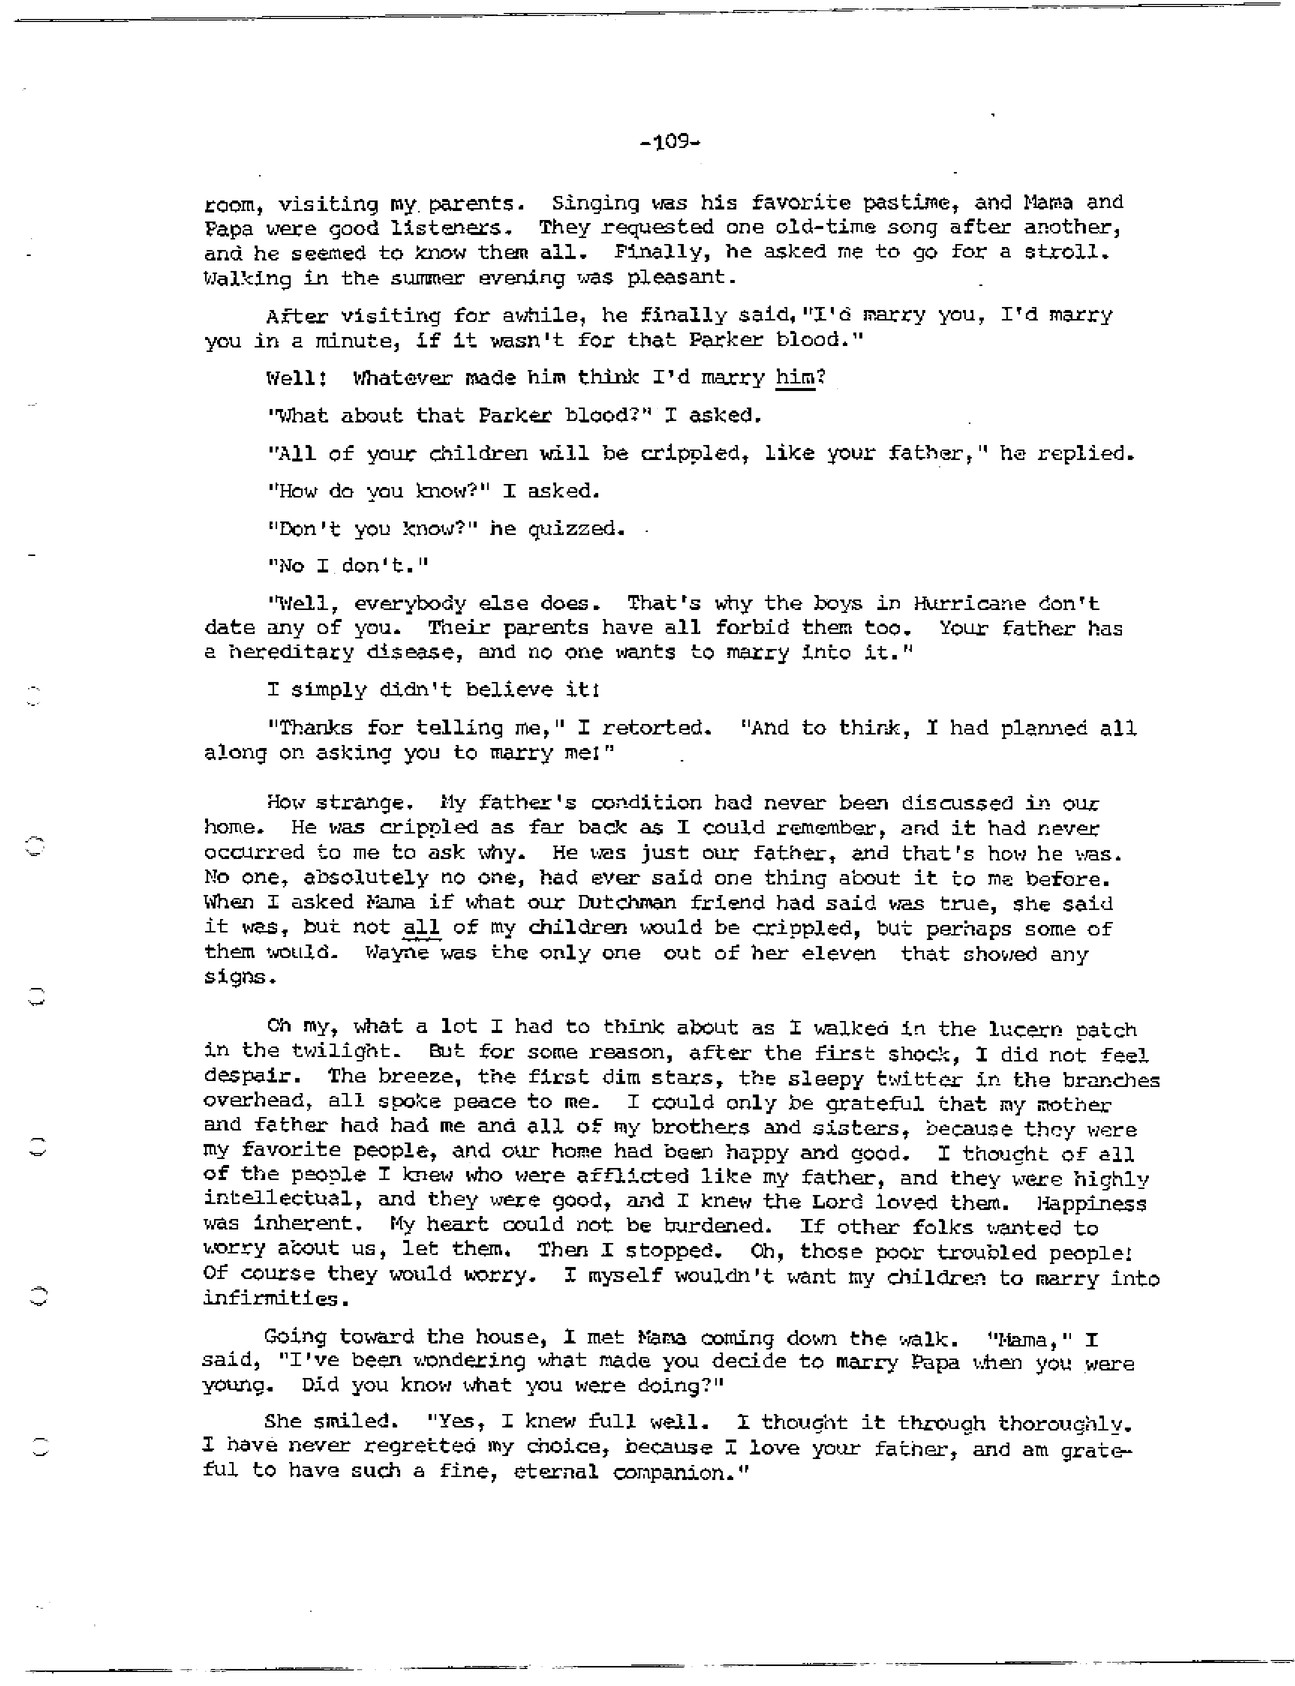 -109-
room, visiting my parents. Singing was his favorite pastime, and Mama and
Papa were good listeners. They requested one old-time song after another,
and he seemed to know them all. Finally, he asked me to go for a stroll.
Walking in the summer evening was pleasant.
After visiting for awhile, he finally said,"I'd marry you, I'd marry
you in a minute, if it wasn't for that Parker blood."
Well! Whatever made him think I'd marry him?
"What about that Parker blood?" I asked.
"All of your children will be crippled, like your father," he replied.
"How do you know?" I asked.
"Don't you know?" he quizzed.
"No I don't."
"Well, everybody else does. That's why the boys in Hurricane don't
date any of you. Their parents have all forbid them too. Your father has
a hereditary disease, and no one wants to marry into it."
I simply didn't believe it!
"Thanks for telling me," I retorted. "And to think, I had planned all
along on asking you to marry me!"
How strange. My father's condition had never been discussed in our
home. He was crippled as far back as I could remember, and it had never
occurred to me to ask why. He was just our father, and that's how he was.
No one, absolutely no one, had ever said one thing about it to me before.
When I asked Mama if what our Dutchman friend had said was true, she said
it was, but not all of my children would be crippled, but perhaps some of
them would. Wayne was the only one out of her eleven that showed any
signs.
Oh my, what a lot I had to think about as I walked in the lucern patch
in the twilight. But for some reason, after the first shock, I did not feel
despair. The breeze, the first dim stars, the sleepy twitter in the branches
overhead, all spoke peace to me. I could only be grateful that my mother
and father had had me and all of my brothers and sisters, because they were
my favorite people, and our home had been happy and good. I thought of all
of the people I knew who were afflicted like my father, and they were highly
intellectual, and they were good, and I knew the Lord loved them. Happiness
was inherent. My heart could not be burdened. If other folks wanted to
worry about us, let them. Then I stopped. Oh, those poor troubled people!
Of course they would worry. I myself wouldn't want my children to marry into
infirmities.
Going toward the house, I met Mama coming down the walk. "Mama," I
said, "I've been wondering what made you decide to marry Papa when you were
young. Did you know what you were doing?"
She smiled. "Yes, I knew full well. I thought it through thoroughly.
I have never regretted my choice, because I love your father, and am grate-
ful to have such a fine, eternal companion."